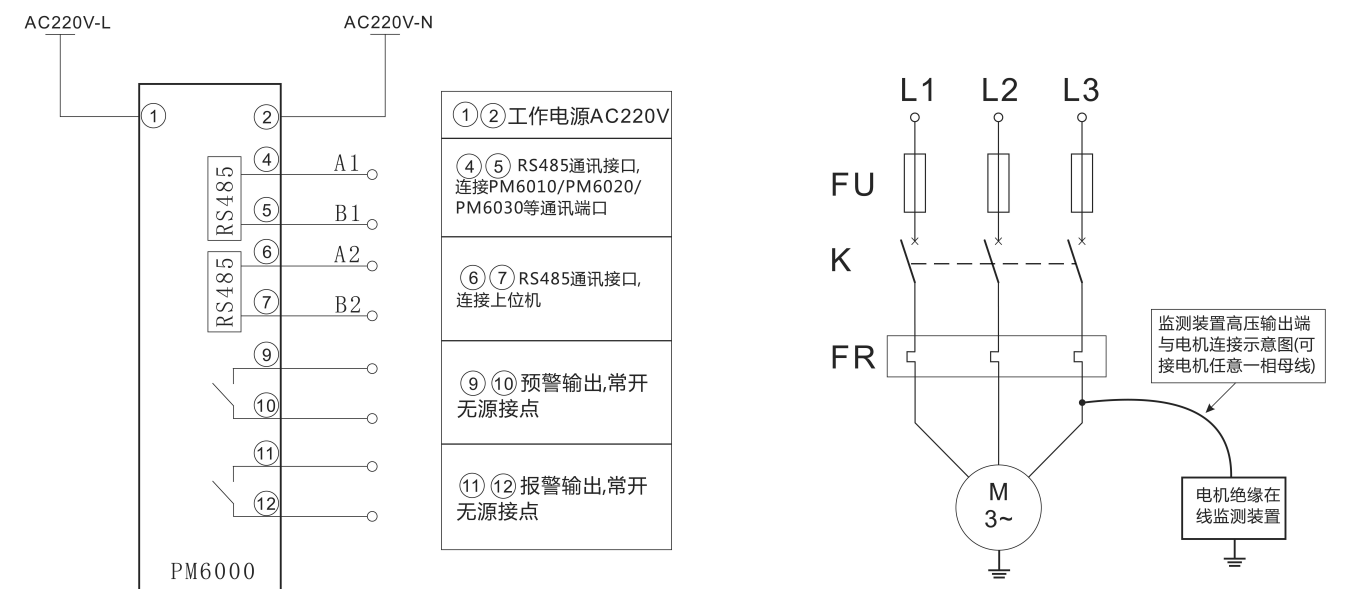 AC220V-L
AC220V-N
①
②
④
A1
RS485
⑤
B1
⑥
A2
RS485
⑦
B2
⑨
⑩
⑪
⑫
PM6000
①②工作电源AC220V
④⑤ RS485通讯接口,
连接PM6010/PM6020/
PM6030等通讯端口
⑥⑦RS485通讯接口,
连接上位机
⑨⑩预警输出,常开
无源接点
⑪⑫报警输出,常开
无源接点
L1
L2
L3
FU
K
FR
M
3~
监测装置高压输出端
与电机连接示意图(可
接电机任意一相母线)
电机绝缘在
线监测装置